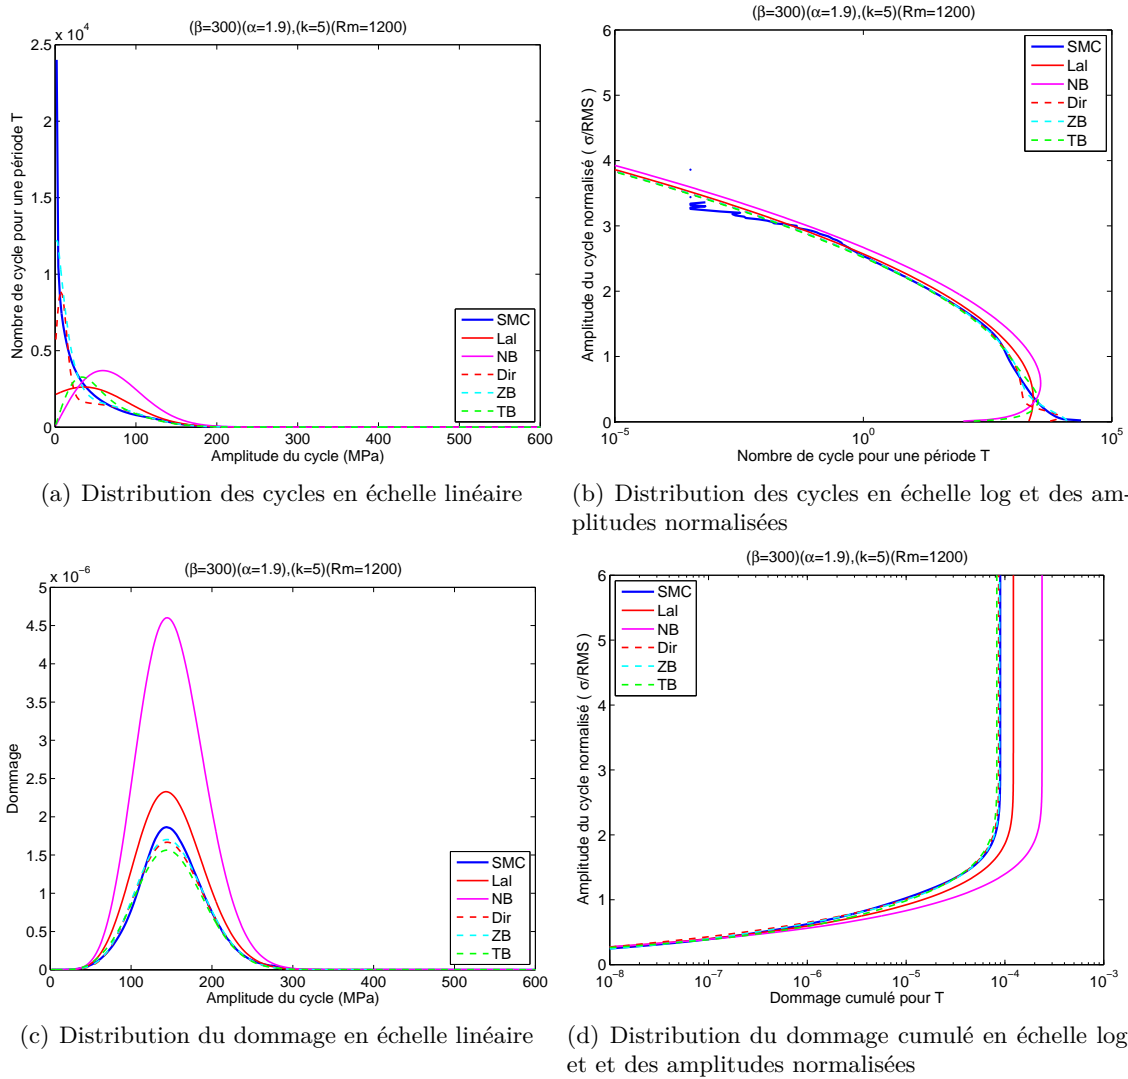 (β=300)(α=1.9),(k=5)(Rm=1200)
x 10^4
2.5
2
1.5
1
0.5
0
0
100
200
300
400
500
600
Nombre de cycle pour une période T
Amplitude du cycle (MPa)
SMC
Lal
NB
Dir
ZB
TB
(a) Distribution des cycles en échelle linéaire
(β=300)(α=1.9),(k=5)(Rm=1200)
6
5
4
3
2
1
0
10^−5
10^0
10^5
Amplitude du cycle normalisé ( σ/RMS )
Nombre de cycle pour une période T
SMC
Lal
NB
Dir
ZB
TB
(b) Distribution des cycles en échelle log et des am-
plitudes normalisées
(β=300)(α=1.9),(k=5)(Rm=1200)
x 10^−6
5
4.5
4
3.5
3
2.5
2
1.5
1
0.5
0
0
100
200
300
400
500
600
Dommage
Amplitude du cycle (MPa)
SMC
Lal
NB
Dir
ZB
TB
(c) Distribution du dommage en échelle linéaire
(β=300)(α=1.9),(k=5)(Rm=1200)
6
5
4
3
2
1
0
10^−8
10^−7
10^−6
10^−5
10^−4
10^−3
Amplitude du cycle normalisé ( σ/RMS)
Dommage cumulé pour T
SMC
Lal
NB
Dir
ZB
TB
(d) Distribution du dommage cumulé en échelle log
et et des amplitudes normalisées